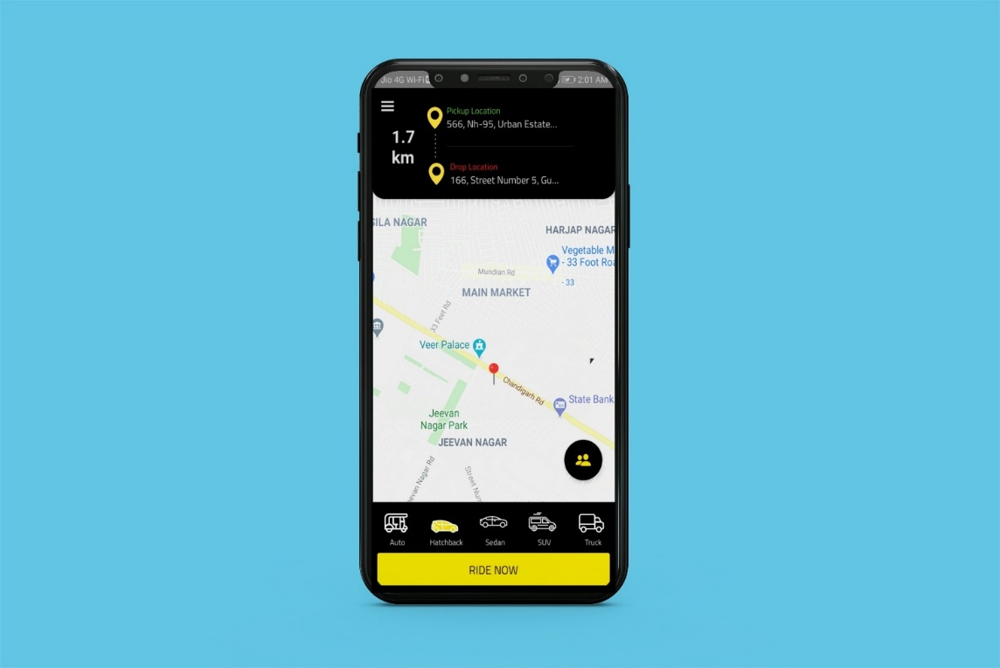 Jio 4G Wi-Fi
2:01 AM
Pickup Location
566, Nh-95, Urban Estate...
1.7
km
Drop Location
166, Street Number 5, Gu...
SILA NAGAR
HARJAP NAGAR
Vegetable M
- 33 Foot Roa
- 33
Mundian Rd
MAIN MARKET
33 Feet Rd
Veer Palace
Chandigarh Rd
State Bank
Jeevan
Nagar Park
JEEVAN NAGAR
eevan Nagar Rd
Street Num
Auto
Hatchback
Sedan
SUV
Truck
RIDE NOW